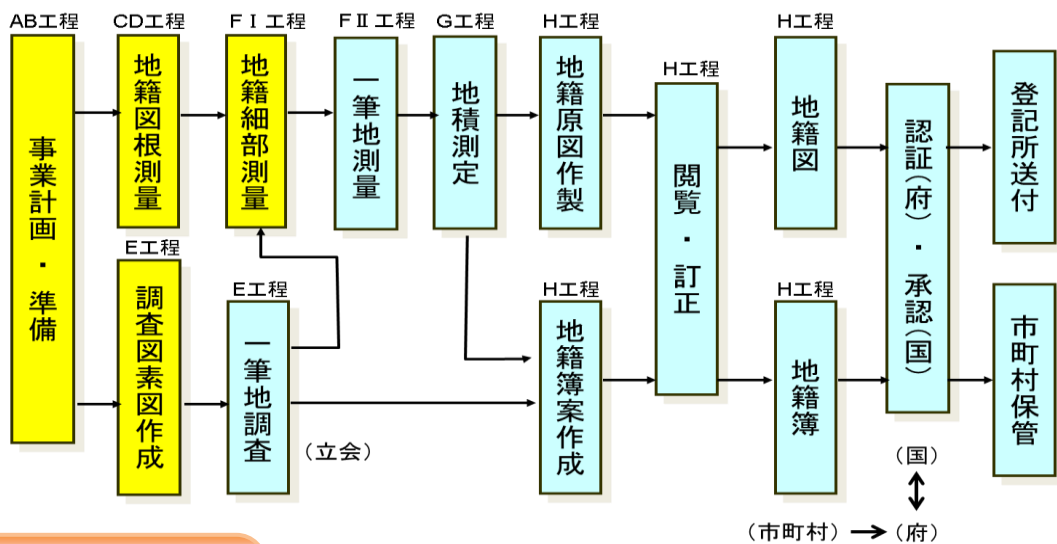 AB工程
事業計画・準備
CD工程
地籍図根測量
FⅠ工程
地籍細部測量
FⅡ工程
一筆地測量
G工程
地積測定
H工程
地籍原図作製
E工程
調査図素図作成
E工程
一筆地調査
(立会)
H工程
地籍簿案作成
H工程
閲覧・訂正
H工程
地籍図
H工程
地籍簿
認証(府)・承認(国)
登記所送付
市町村保管
(国)
(市町村)
(府)